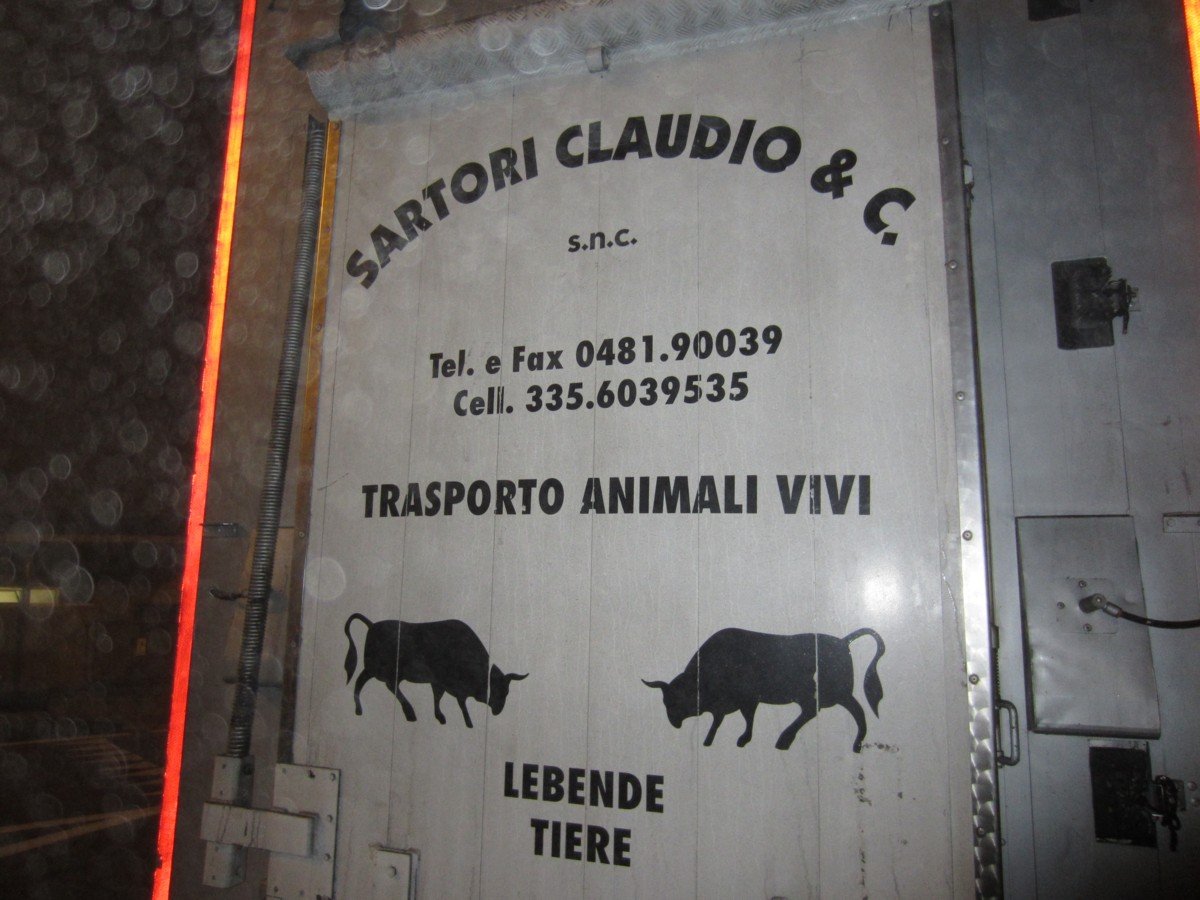 SARTORI CLAUDIO & C.
s.n.c.
Tel. e Fax 0481.90039
Cell. 335.6039535
TRASPORTO ANIMALI VIVI
LEBENDE
TIERE